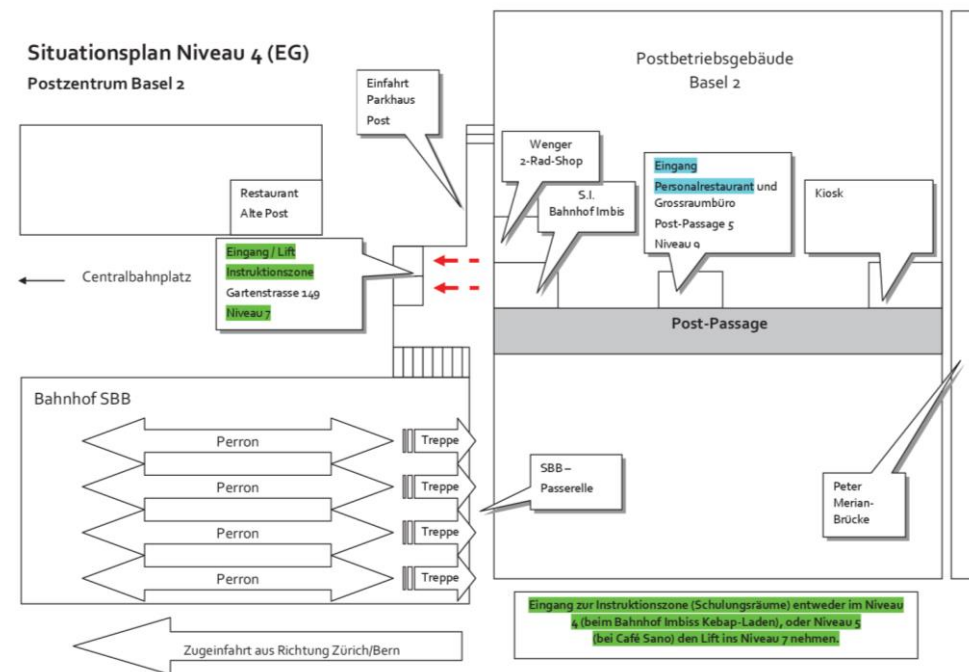 Situationsplan Niveau 4 (EG)
Postzentrum Basel 2
Einfahrt
Parkhaus
Post
Postbetriebsgebäude
Basel 2
Wenger
2-Rad-Shop
S.I.
Bahnhof Imbis
Eingang
Personalrestaurant und
Grossraumbüro
Post-Passage 5
Niveau 9
Kiosk
Restaurant
Alte Post
Eingang / Lift
Instruktionszone
Gartenstrasse 149
Niveau 7
Centralbahnplatz
Post-Passage
Bahnhof SBB
Perron
Treppe
Perron
Treppe
Perron
Treppe
Perron
Treppe
SBB –
Passerelle
Peter
Merian-
Brücke
Zugeinfahrt aus Richtung Zürich/Bern
Eingang zur Instruktionszone (Schulungsräume) entweder im Niveau
4 (beim Bahnhof Imbiss Kebap-Laden), oder Niveau 5
(bei Café Sano) den Lift ins Niveau 7 nehmen.